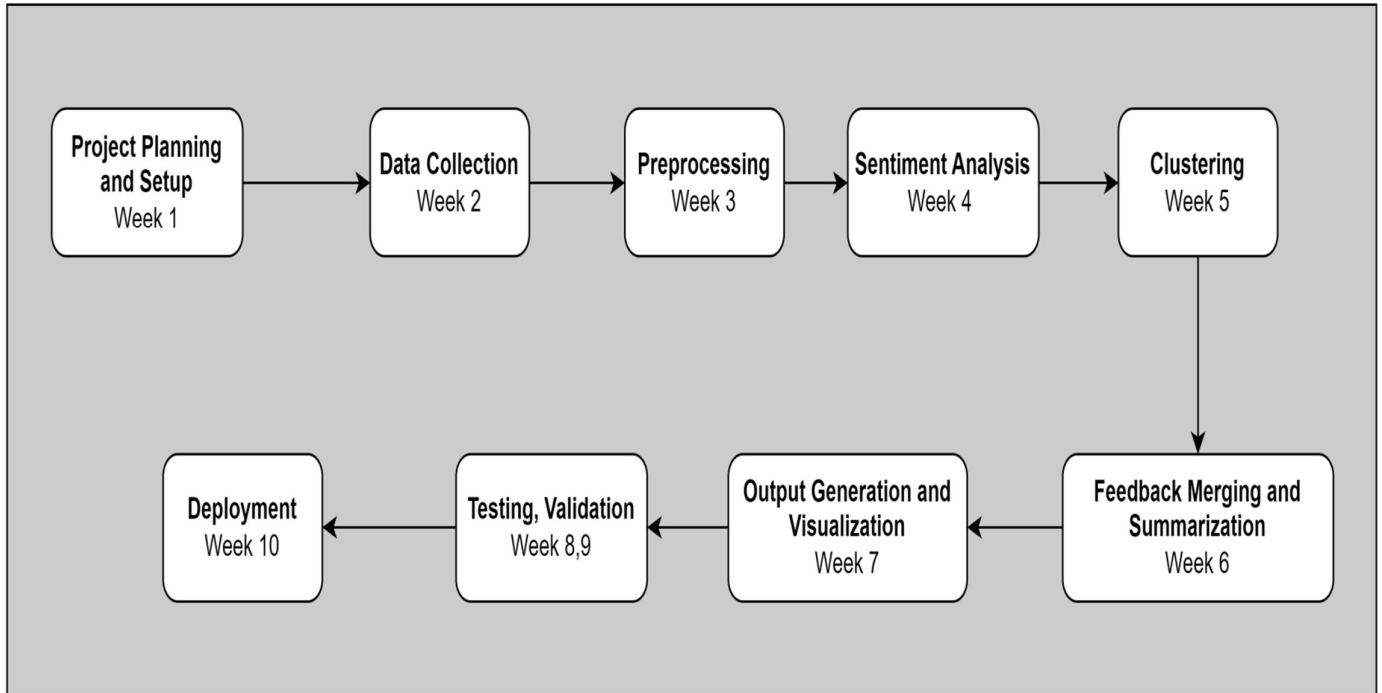 Project Planning
and Setup
Week 1
Data Collection
Week 2
Preprocessing
Week 3
Sentiment Analysis
Week 4
Clustering
Week 5
Feedback Merging and
Summarization
Week 6
Output Generation and
Visualization
Week 7
Testing, Validation
Week 8,9
Deployment
Week 10